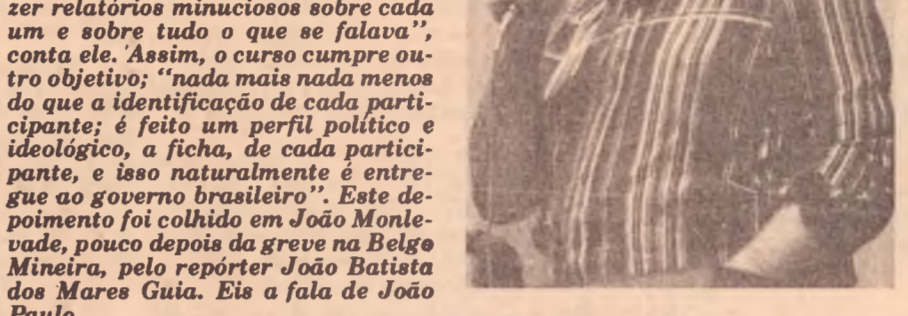 zer relatórios minuciosos sobre cada
um e sobre tudo o que se falava",
conta ele. 'Assim, o curso cumpre ou-
tro objetivo; "nada mais nada menos
do que a identificação de cada parti-
cipante; é feito um perfil político e
ideológico, a ficha, de cada partici-
pante, e isso naturalmente é entre-
gue ao governo brasileiro". Este de-
poimento foi colhido em João Monle-
vade, pouco depois da greve na Belgo
Mineira, pelo repórter João Batista
dos Mares Guia. Eis a fala de João
Paulo